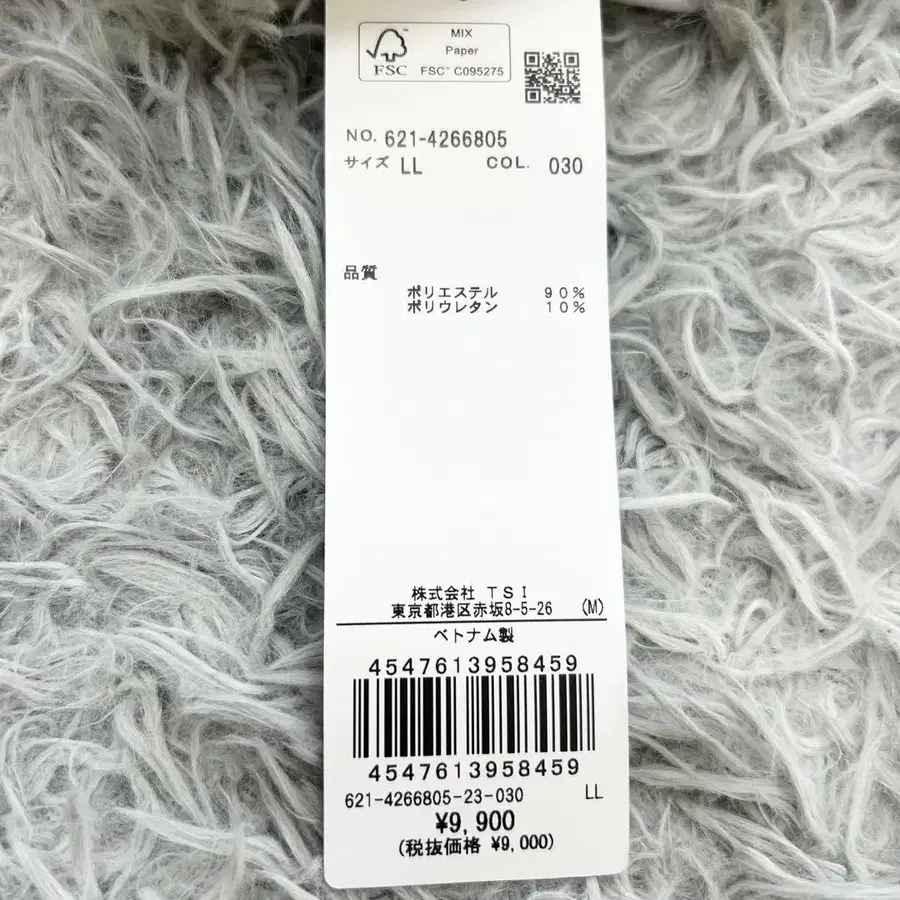 MIX
Paper
FSC™ C095275
FSC™
NO. 621-4266805
サイズ LL COL. 030
品質
ポリエステル 90%
ポリウレタン 10%
株式会社 TSI
東京都港区赤坂8-5-26 (M)
ベトナム製
4547613958459
4547613958459
621-4266805-23-030 LL
¥9,900
(税抜価格 ¥9,000)